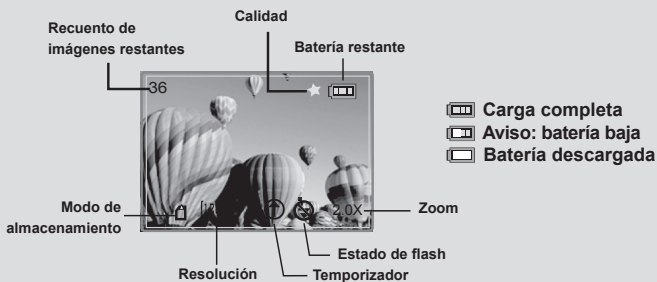 Calidad
Recuento de
imágenes restantes
Batería restante
36
Carga completa
Aviso: batería baja
Batería descargada
2.0X
Zoom
Modo de
almacenamiento
Estado de flash
Resolución
Temporizador